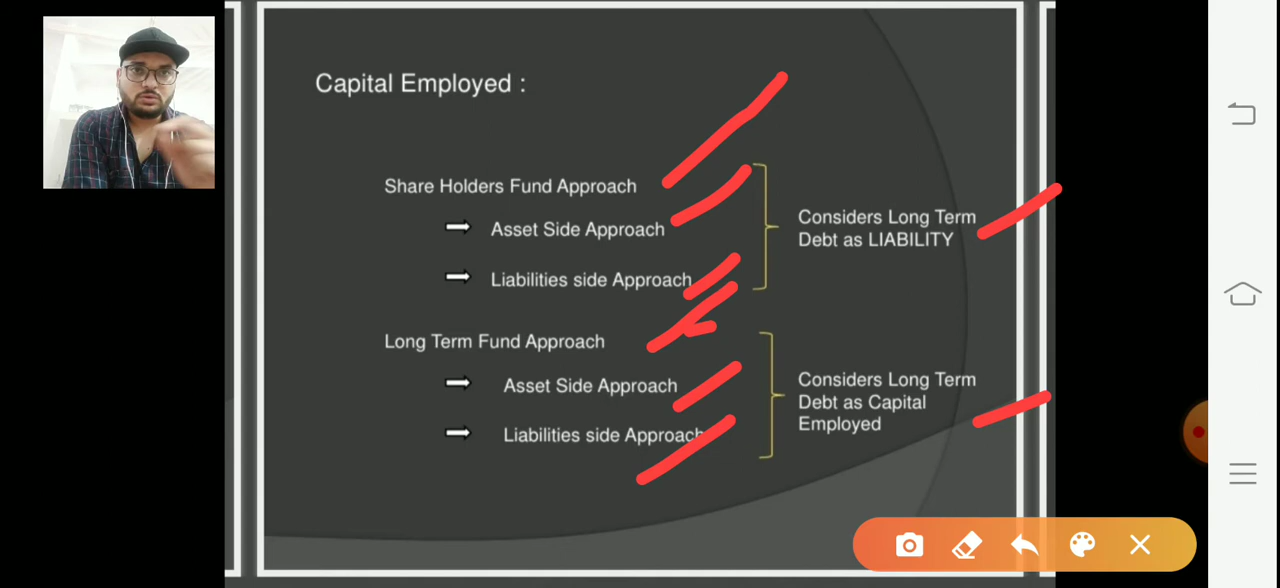 Capital Employed :
Share Holders Fund Approach
Asset Side Approach
Liabilities side Approach
Considers Long Term
Debt as LIABILITY
Long Term Fund Approach
Asset Side Approach
Liabilities side Approach
Considers Long Term
Debt as Capital
Employed